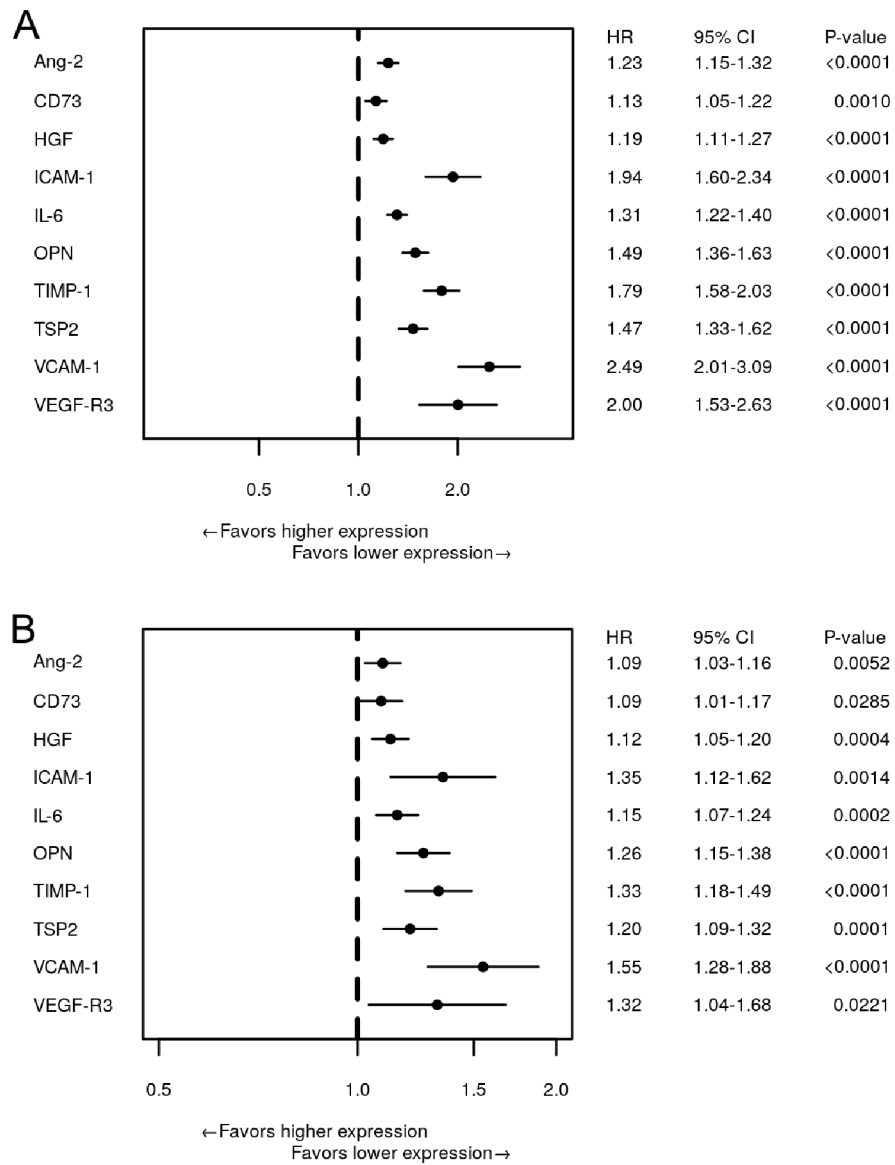 A
HR 95% CI P-value
Ang-2 1.23 1.15-1.32 <0.0001
CD73 1.13 1.05-1.22 0.0010
HGF 1.19 1.11-1.27 <0.0001
ICAM-1 1.94 1.60-2.34 <0.0001
IL-6 1.31 1.22-1.40 <0.0001
OPN 1.49 1.36-1.63 <0.0001
TIMP-1 1.79 1.58-2.03 <0.0001
TSP2 1.47 1.33-1.62 <0.0001
VCAM-1 2.49 2.01-3.09 <0.0001
VEGF-R3 2.00 1.53-2.63 <0.0001
0.5 1.0 2.0
←Favors higher expression
Favors lower expression→
B
HR 95% CI P-value
Ang-2 1.09 1.03-1.16 0.0052
CD73 1.09 1.01-1.17 0.0285
HGF 1.12 1.05-1.20 0.0004
ICAM-1 1.35 1.12-1.62 0.0014
IL-6 1.15 1.07-1.24 0.0002
OPN 1.26 1.15-1.38 <0.0001
TIMP-1 1.33 1.18-1.49 <0.0001
TSP2 1.20 1.09-1.32 0.0001
VCAM-1 1.55 1.28-1.88 <0.0001
VEGF-R3 1.32 1.04-1.68 0.0221
0.5 1.0 1.5 2.0
←Favors higher expression
Favors lower expression→